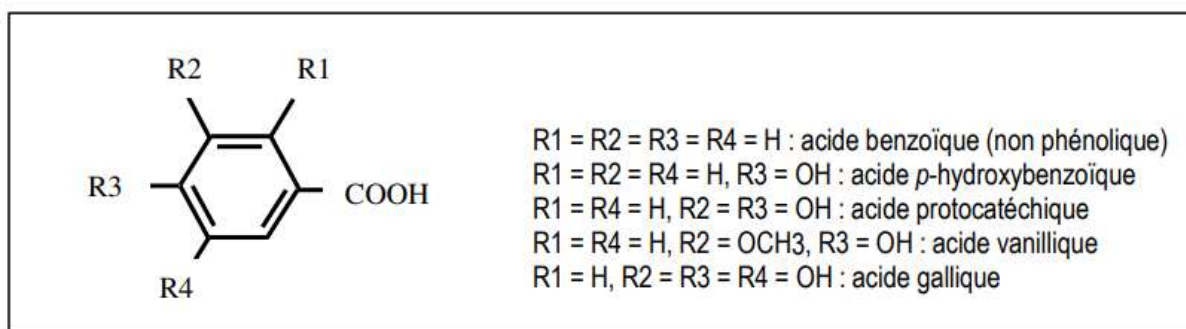 R2 R1
R3 COOH
R4
R1 = R2 = R3 = R4 = H : acide benzoïque (non phénolique)
R1 = R2 = R4 = H, R3 = OH : acide p-hydroxybenzoïque
R1 = R4 = H, R2 = R3 = OH : acide protocatéchique
R1 = R4 = H, R2 = OCH3, R3 = OH : acide vanillique
R1 = H, R2 = R3 = R4 = OH : acide gallique